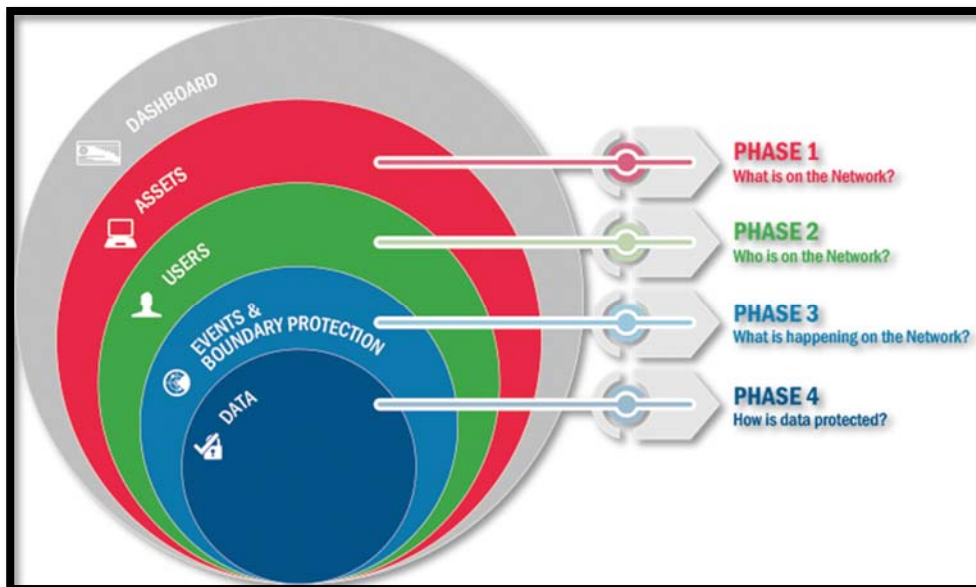 DASHBOARD
ASSETS
USERS
EVENTS &
BOUNDARY PROTECTION
DATA
PHASE 1
What is on the Network?
PHASE 2
Who is on the Network?
PHASE 3
What is happening on the Network?
PHASE 4
How is data protected?